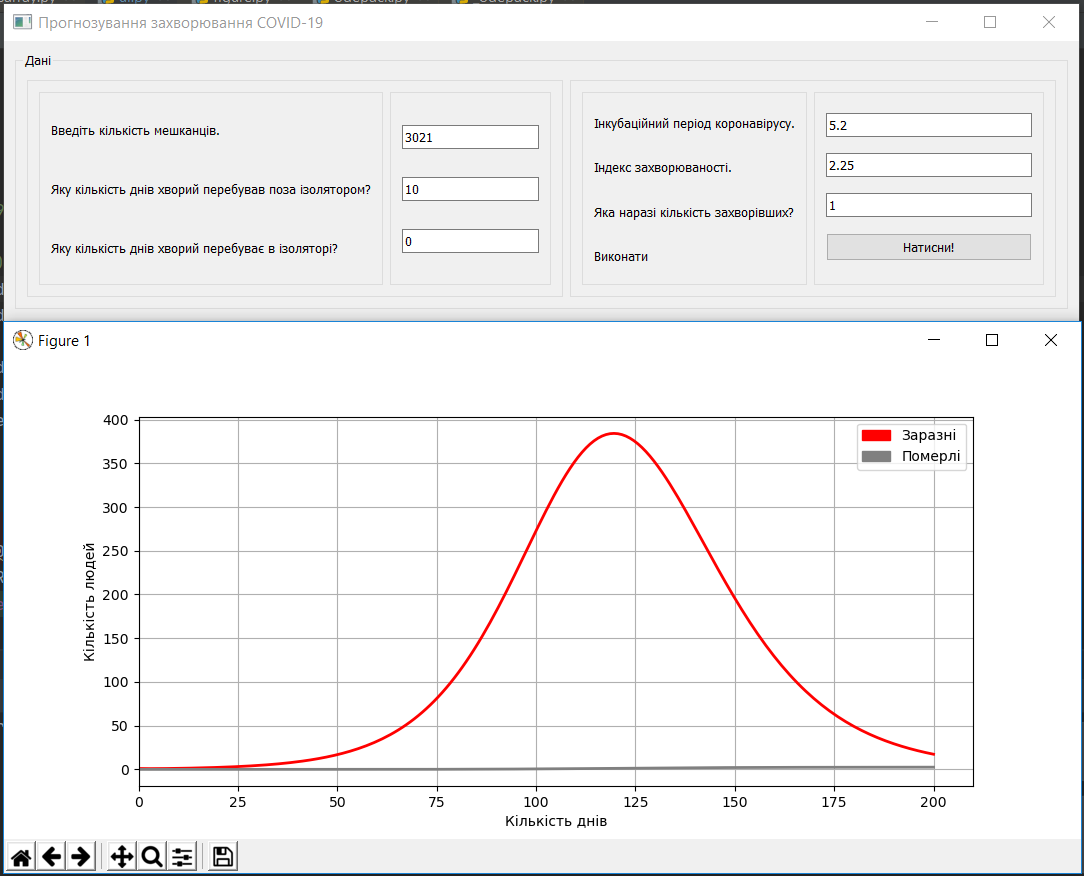 Прогнозування захворювання COVID-19
Дані
Введіть кількість мешканців.
3021
Яку кількість днів хворий перебував поза ізолятором?
10
Яку кількість днів хворий перебуває в ізоляторі?
0
Інкубаційний період коронавірусу.
5.2
Індекс захворюваності.
2.25
Яка наразі кількість захворівших?
1
Виконати
Натисни!
Figure 1
400
350
300
250
200
150
100
50
0
Кількість людей
Заразні
Померлі
0 25 50 75 100 125 150 175 200
Кількість днів